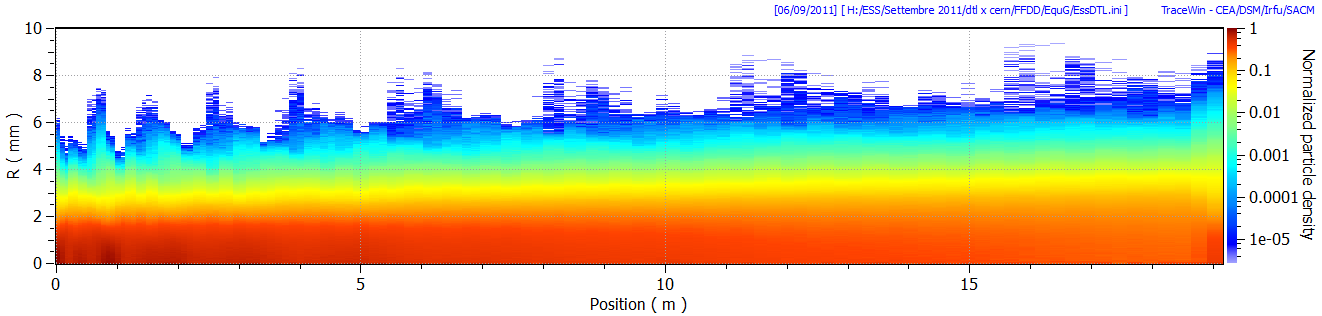 [06/09/2011] [ H:/ESS/Settembre 2011/dtl x cern/FFDD/EquG/EssDTL.ini ] TraceWin - CEA/DSM/Irfu/SACM
10
8
6
4
2
0
R ( mm )
0 5 10 15
Position ( m )
1
0.1
0.01
0.001
0.0001
1e-05
Normalized particle density